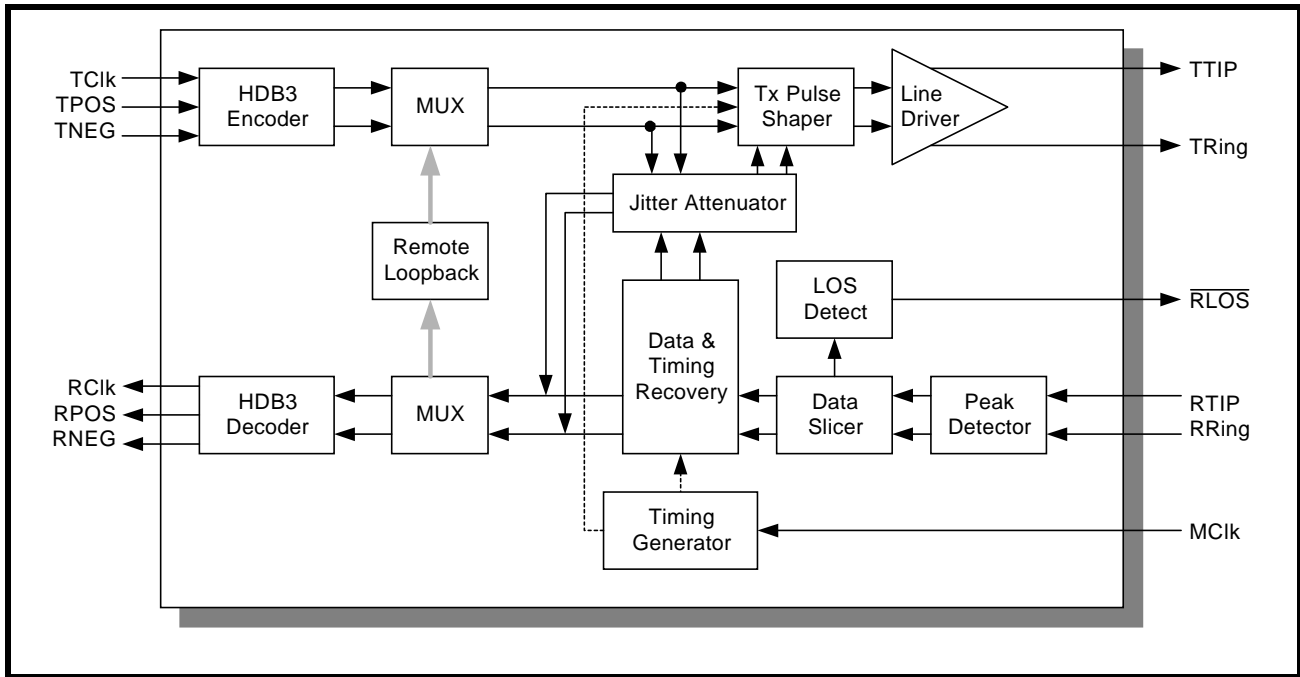 TClk
TPOS
TNEG
HDB3
Encoder
MUX
Tx Pulse
Shaper
Line
Driver
TTIP
TRing
Jitter Attenuator
Remote
Loopback
LOS
Detect
RLOS
Data &
Timing
Recovery
RClk
RPOS
RNEG
HDB3
Decoder
MUX
Data
Slicer
Peak
Detector
RTIP
RRing
Timing
Generator
MClk